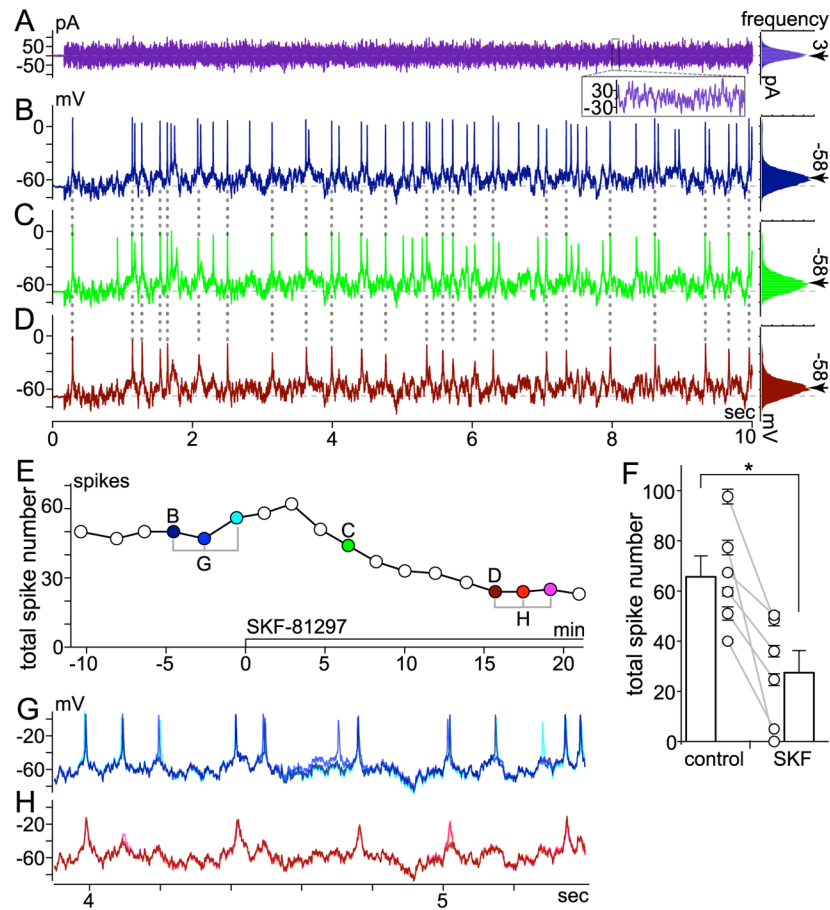 A pA frequency
50
-50
3
pA
30
-30
B mV
0
-60
-58
C
0
-60
-58
D
0
-60
-58
sec
mV
0 2 4 6 8 10
E spikes
total spike number
60
30
0
B
G
C
D
H
SKF-81297
min
-10 -5 0 5 10 15 20
F
*
total spike number
100
80
60
40
20
0
control SKF
G mV
-20
-60
H
-20
-60
4 5 sec